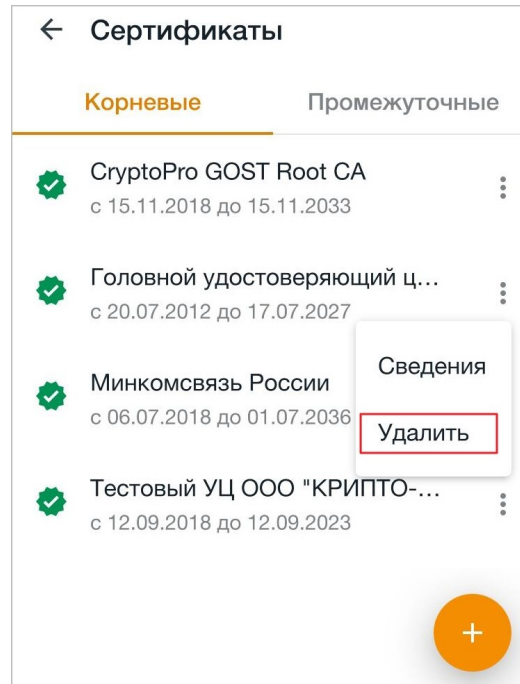 Сертификаты
Корневые Промежуточные
CryptoPro GOST Root CA
с 15.11.2018 до 15.11.2033
Головной удостоверяющий ц...
с 20.07.2012 до 17.07.2027
Сведения
Минкомсвязь России
с 06.07.2018 до 01.07.2036
Удалить
Тестовый УЦ ООО "КРИПТО-...
с 12.09.2018 до 12.09.2023
+